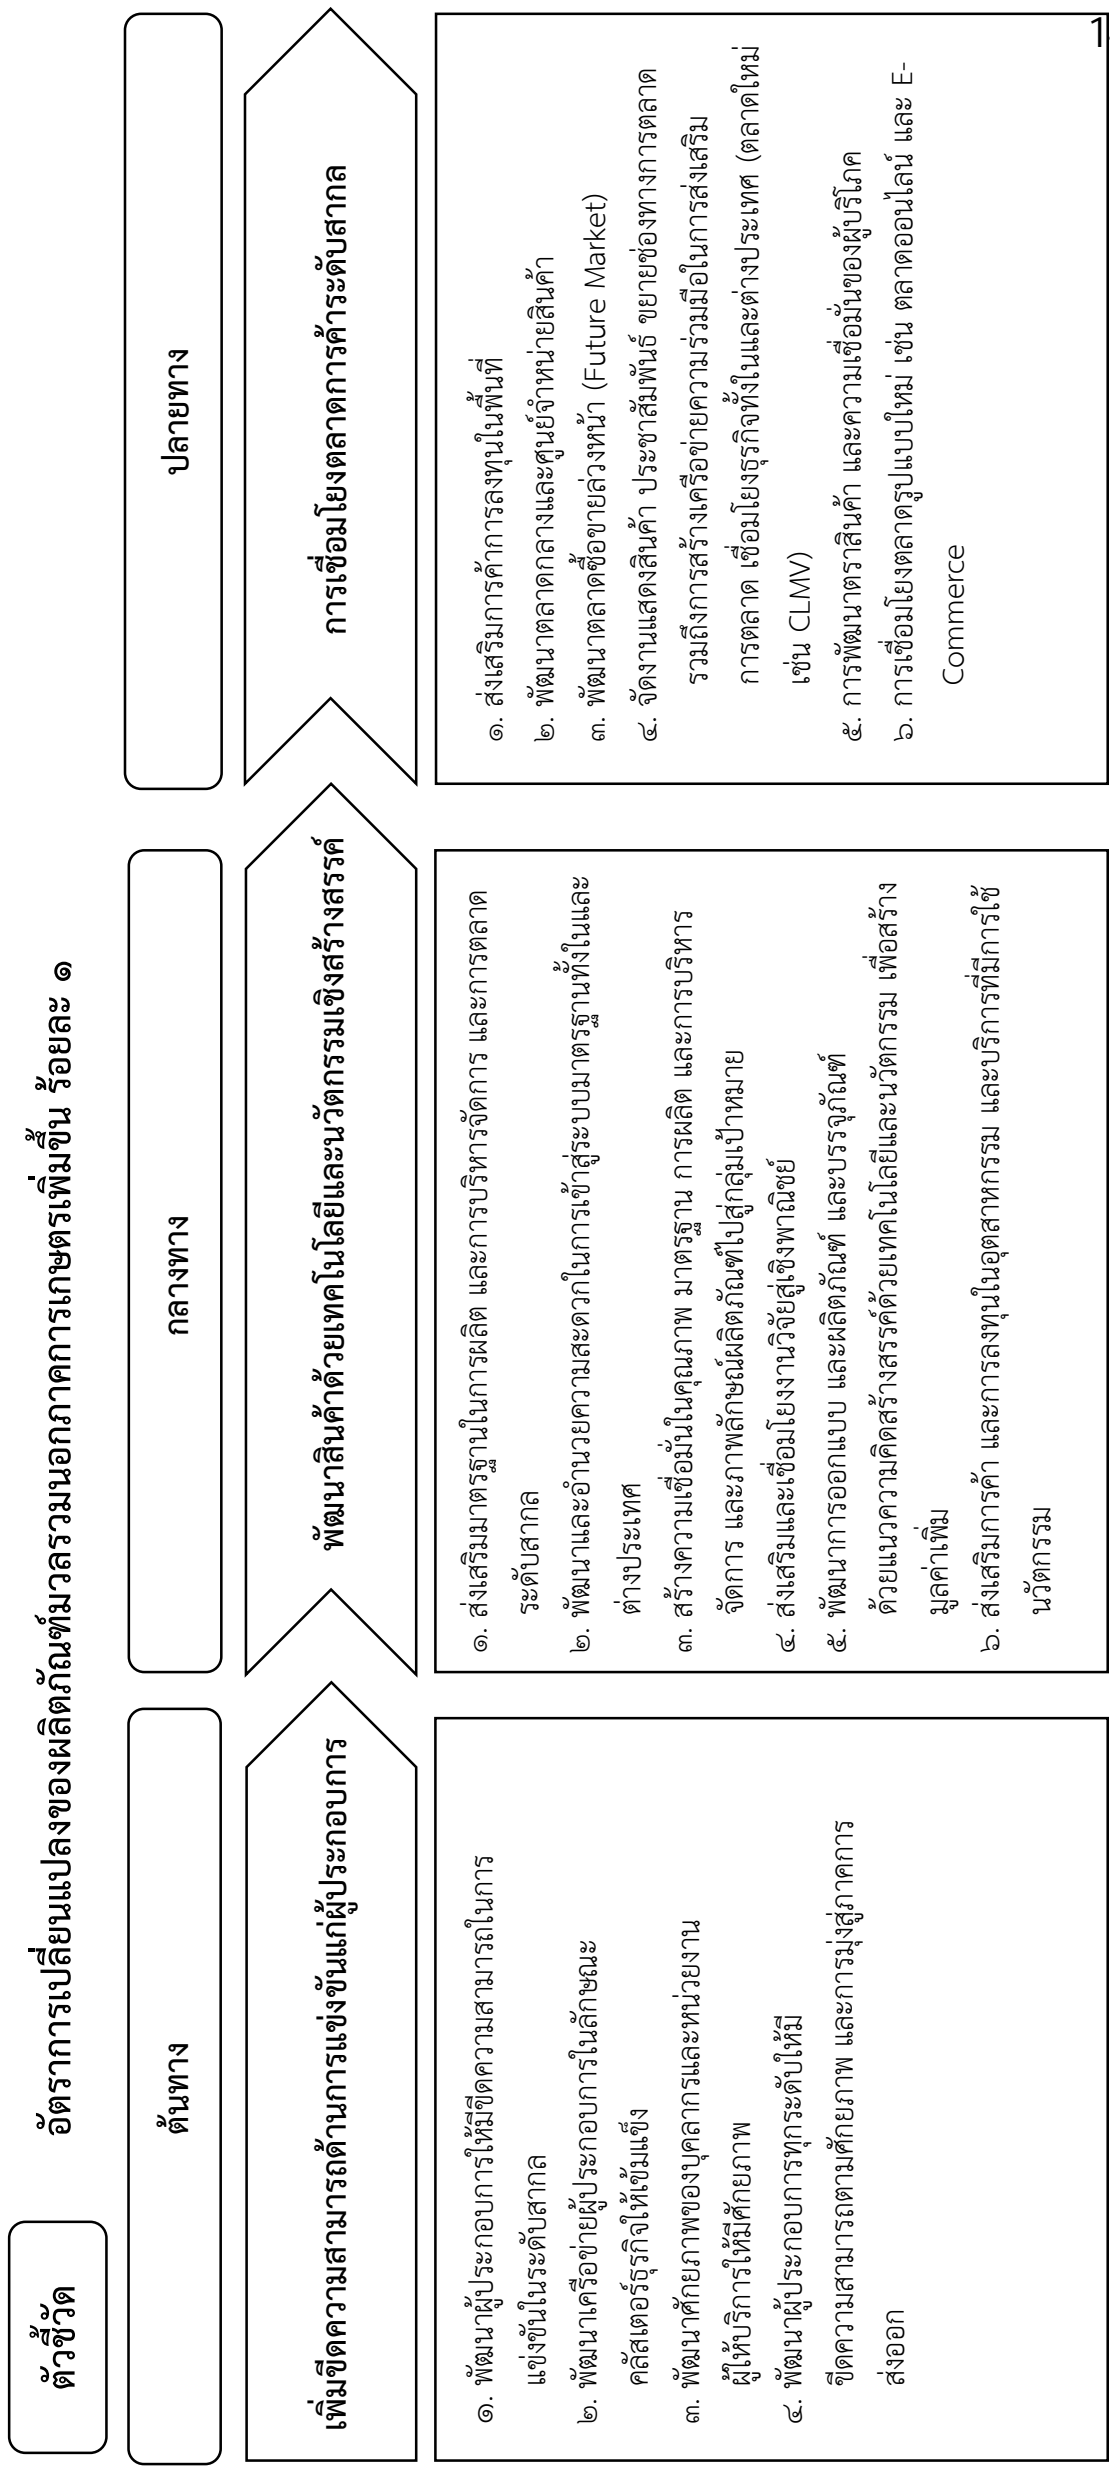 ตัวชี้วัด
อัตราการเปลี่ยนแปลงของผลิตภัณฑ์มวลรวมนอกภาคการเกษตรเพิ่มขึ้น ร้อยละ ๑
ต้นทาง
เพิ่มขีดความสามารถด้านการแข่งขันแก่ผู้ประกอบการ
๑. พัฒนาผู้ประกอบการให้มีขีดความสามารถในการ
แข่งขันในระดับสากล
๒. พัฒนาเครือข่ายผู้ประกอบการในลักษณะ
คลัสเตอร์ธุรกิจให้เข้มแข็ง
๓. พัฒนาศักยภาพของบุคลากรและหน่วยงาน
ผู้ให้บริการให้มีศักยภาพ
๔. พัฒนาผู้ประกอบการทุกระดับให้มี
ขีดความสามารถตามศักยภาพ และการมุ่งสู่ภาคการ
ส่งออก
กลางทาง
พัฒนาสินค้าด้วยเทคโนโลยีและนวัตกรรมเชิงสร้างสรรค์
๑. ส่งเสริมมาตรฐานในการผลิต และการบริหารจัดการ และการตลาด
ระดับสากล
๒. พัฒนาและอำนวยความสะดวกในการเข้าสู่ระบบมาตรฐานทั้งในและ
ต่างประเทศ
๓. สร้างความเชื่อมั่นในคุณภาพ มาตรฐาน การผลิต และการบริหาร
จัดการ และภาพลักษณ์ผลิตภัณฑ์ไปสู่กลุ่มเป้าหมาย
๔. ส่งเสริมและเชื่อมโยงงานวิจัยสู่เชิงพาณิชย์
๕. พัฒนาการออกแบบ และผลิตภัณฑ์ และบรรจุภัณฑ์
ด้วยแนวความคิดสร้างสรรค์ด้วยเทคโนโลยีและนวัตกรรม เพื่อสร้าง
มูลค่าเพิ่ม
๖. ส่งเสริมการค้า และการลงทุนในอุตสาหกรรม และบริการที่มีการใช้
นวัตกรรม
ปลายทาง
การเชื่อมโยงตลาดการค้าระดับสากล
๑. ส่งเสริมการค้าการลงทุนในพื้นที่
๒. พัฒนาตลาดกลางและศูนย์จำหน่ายสินค้า
๓. พัฒนาตลาดซื้อขายล่วงหน้า (Future Market)
๔. จัดงานแสดงสินค้า ประชาสัมพันธ์ ขยายช่องทางการตลาด
รวมถึงการสร้างเครือข่ายความร่วมมือในการส่งเสริม
การตลาด เชื่อมโยงธุรกิจทั้งในและต่างประเทศ (ตลาดใหม่
เช่น CLMV)
๕. การพัฒนาตราสินค้า และความเชื่อมั่นของผู้บริโภค
๖. การเชื่อมโยงตลาดรูปแบบใหม่ เช่น ตลาดออนไลน์ และ E-
Commerce